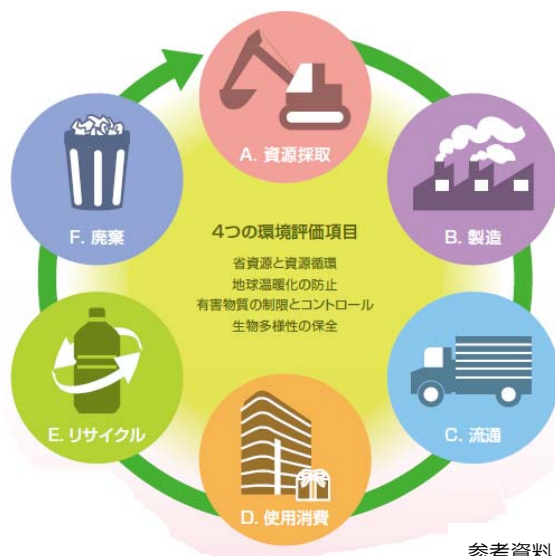 A. 資源採取
B. 製造
C. 流通
D. 使用消費
E. リサイクル
F. 廃棄
4つの環境評価項目
省資源と資源循環
地球温暖化の防止
有害物質の制限とコントロール
生物多様性の保全
参考資料